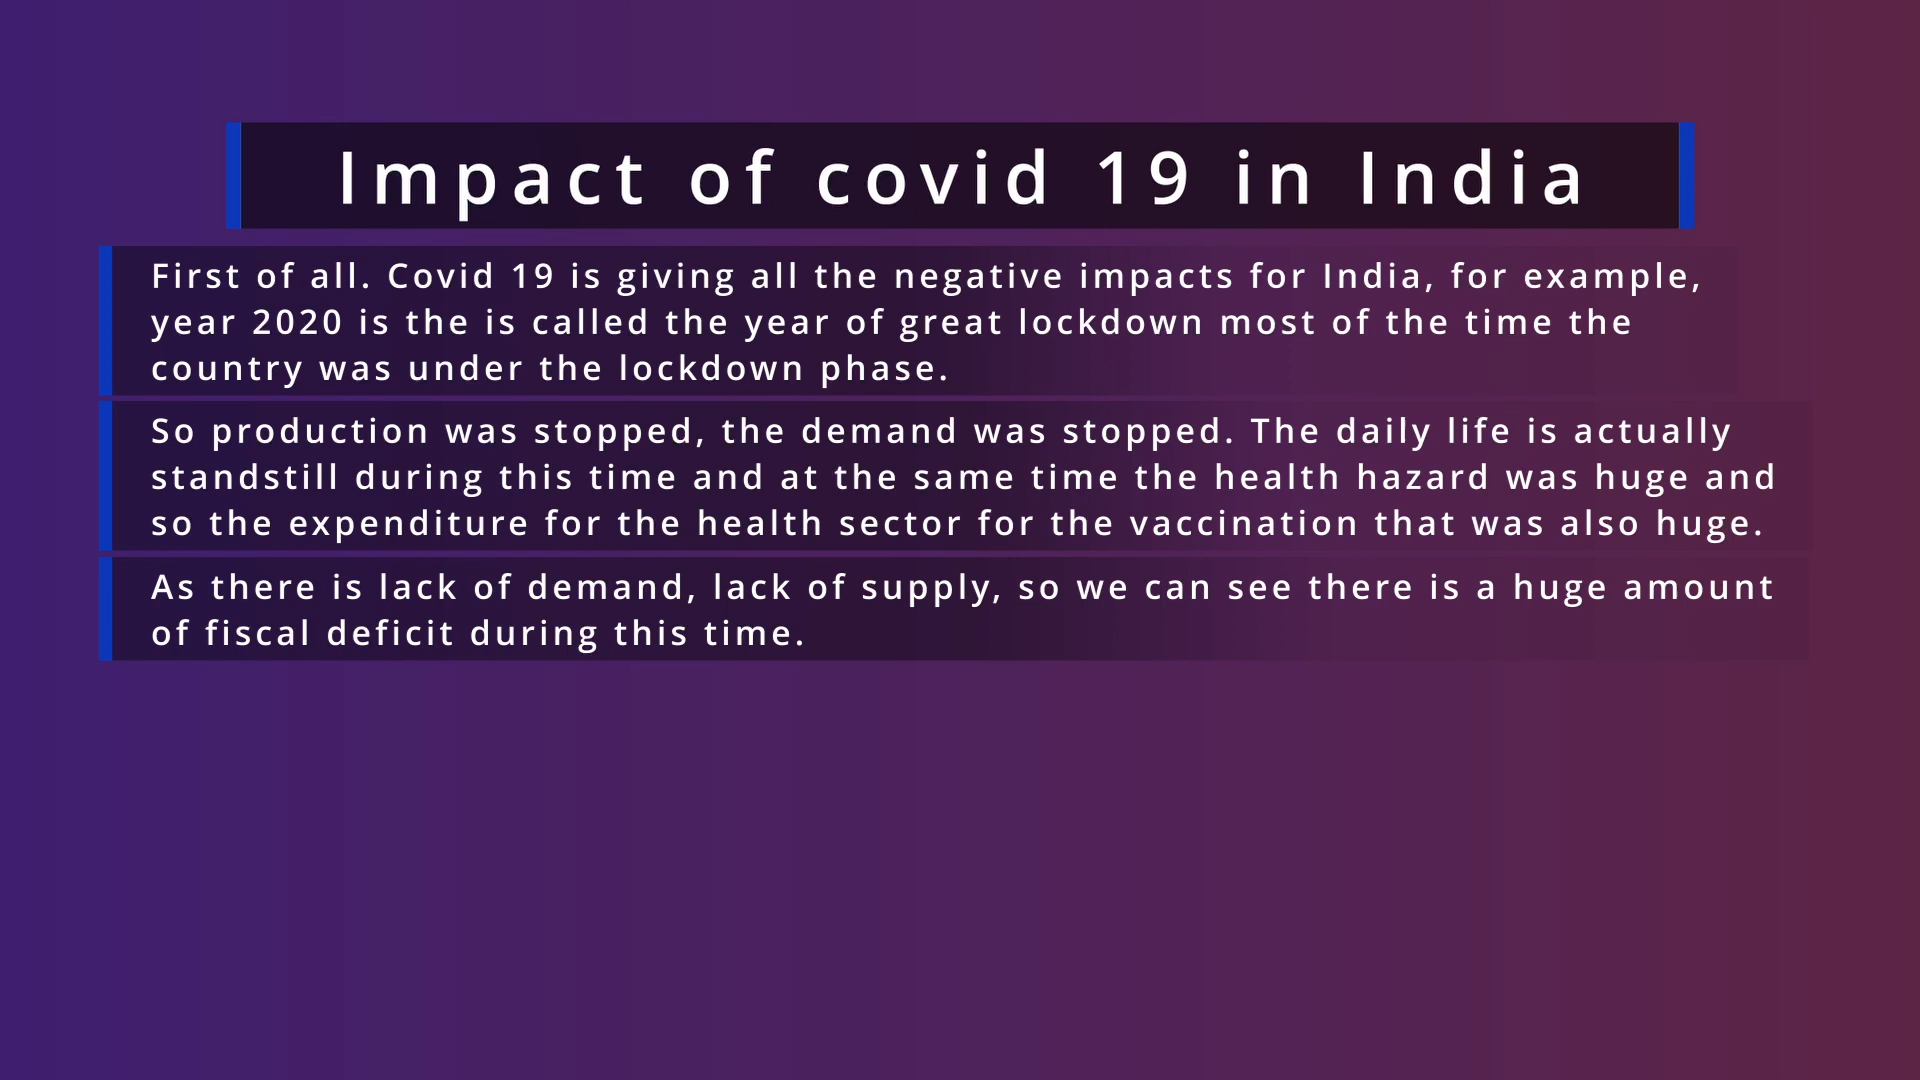 Impact of covid 19 in India
First of all. Covid 19 is giving all the negative impacts for India, for example,
year 2020 is the is called the year of great lockdown most of the time the
country was under the lockdown phase.
So production was stopped, the demand was stopped. The daily life is actually
standstill during this time and at the same time the health hazard was huge and
so the expenditure for the health sector for the vaccination that was also huge.
As there is lack of demand, lack of supply, so we can see there is a huge amount
of fiscal deficit during this time.